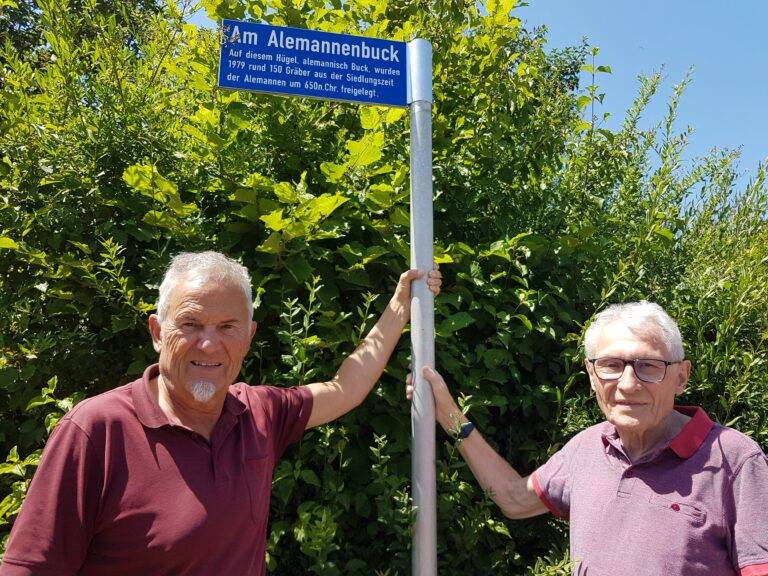 Am Alemannenbuck
Auf diesem Hügel, alemannisch Buck, wurden
1979 rund 150 Gräber aus der Siedlungszeit
der Alemannen um 650n.Chr. freigelegt.